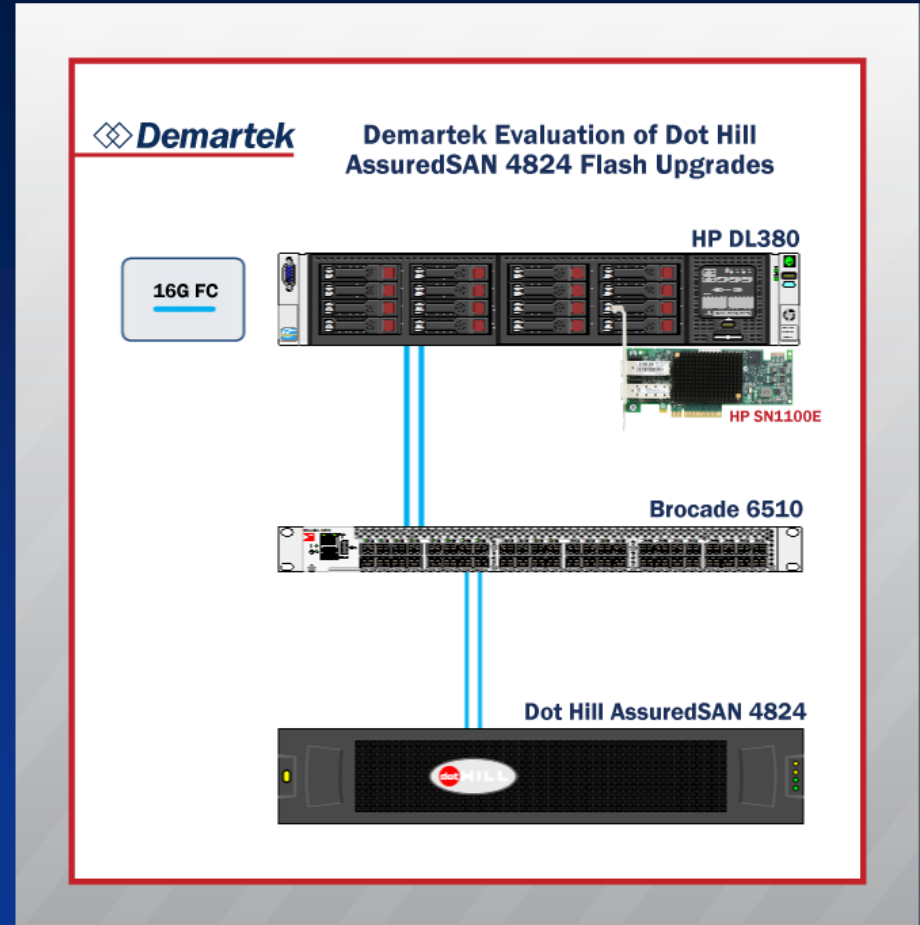 Demartek
Demartek Evaluation of Dot Hill
AssuredSAN 4824 Flash Upgrades
HP DL380
16G FC
HP SN1100E
Brocade 6510
Dot Hill AssuredSAN 4824
dot HILL